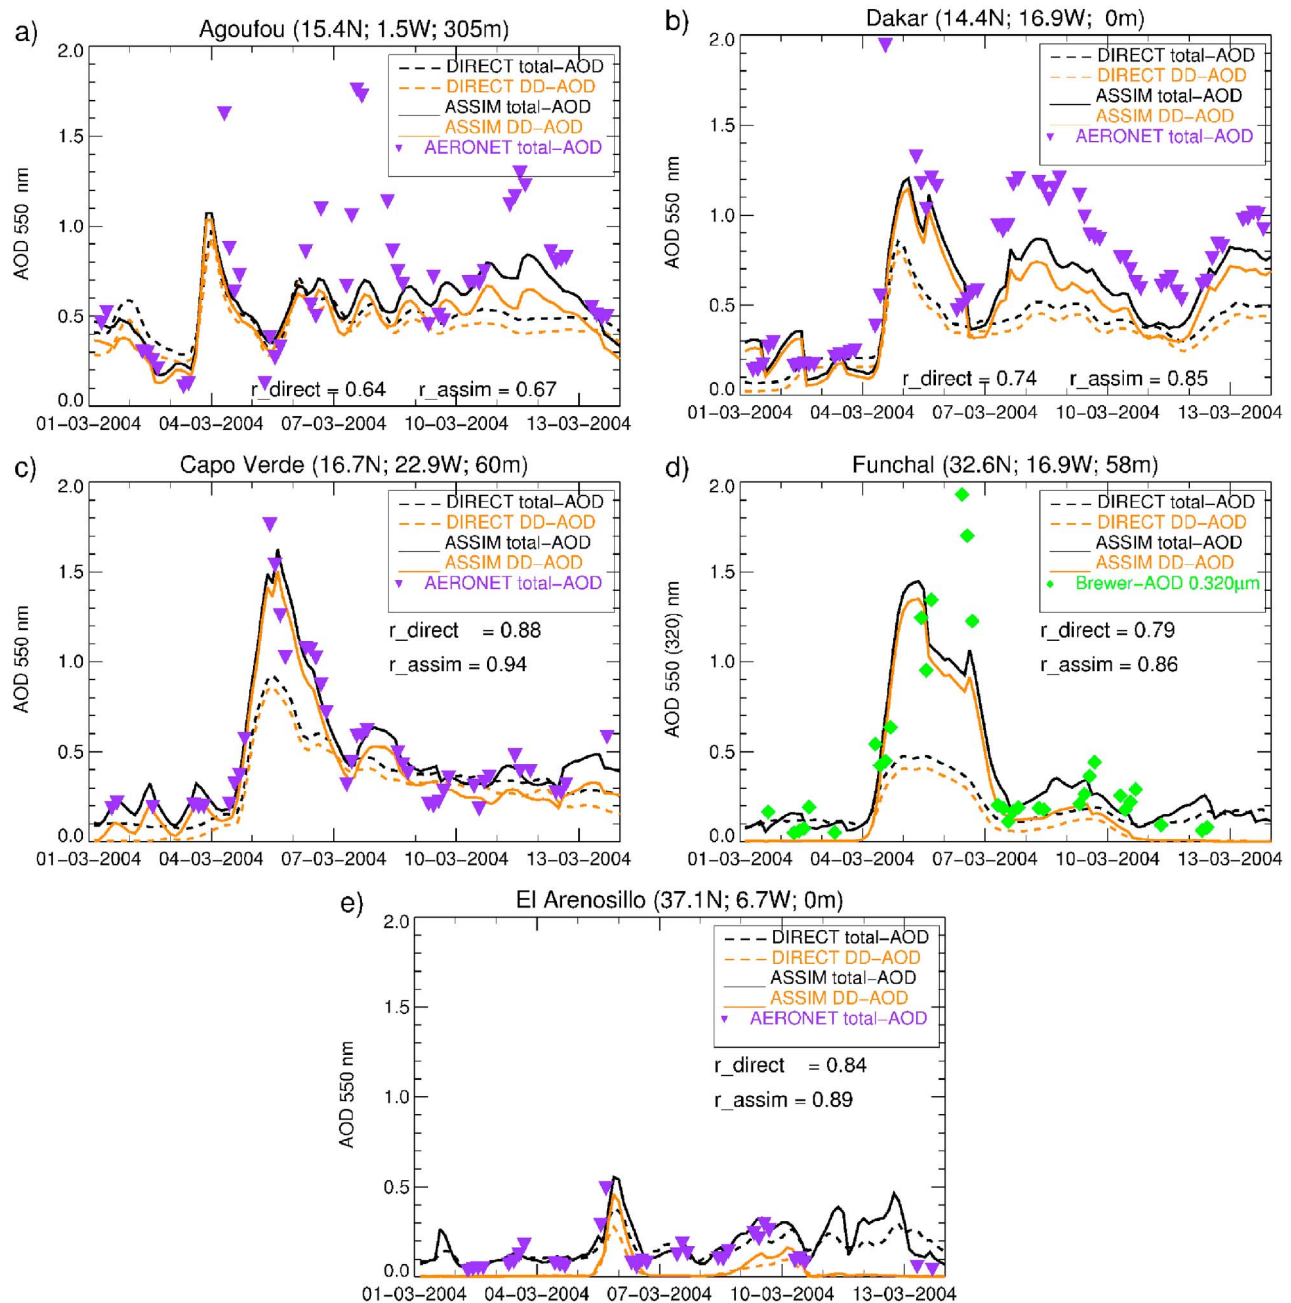 a) Agoufou (15.4N; 1.5W; 305m)
2.0
1.5
1.0
0.5
0.0
AOD 550 nm
DIRECT total-AOD
DIRECT DD-AOD
ASSIM total-AOD
ASSIM DD-AOD
AERONET total-AOD
r_direct = 0.64 r_assim = 0.67
01-03-2004 04-03-2004 07-03-2004 10-03-2004 13-03-2004
b) Dakar (14.4N; 16.9W; 0m)
2.0
1.5
1.0
0.5
0.0
AOD 550 nm
DIRECT total-AOD
DIRECT DD-AOD
ASSIM total-AOD
ASSIM DD-AOD
AERONET total-AOD
r_direct = 0.74 r_assim = 0.85
01-03-2004 04-03-2004 07-03-2004 10-03-2004 13-03-2004
c) Capo Verde (16.7N; 22.9W; 60m)
2.0
1.5
1.0
0.5
0.0
AOD 550 nm
DIRECT total-AOD
DIRECT DD-AOD
ASSIM total-AOD
ASSIM DD-AOD
AERONET total-AOD
r_direct = 0.88
r_assim = 0.94
01-03-2004 04-03-2004 07-03-2004 10-03-2004 13-03-2004
d) Funchal (32.6N; 16.9W; 58m)
2.0
1.5
1.0
0.5
0.0
AOD 550 (320) nm
DIRECT total-AOD
DIRECT DD-AOD
ASSIM total-AOD
ASSIM DD-AOD
Brewer-AOD 0.320µm
r_direct = 0.79
r_assim = 0.86
01-03-2004 04-03-2004 07-03-2004 10-03-2004 13-03-2004
e) El Arenosillo (37.1N; 6.7W; 0m)
2.0
1.5
1.0
0.5
0.0
AOD 550 nm
DIRECT total-AOD
DIRECT DD-AOD
ASSIM total-AOD
ASSIM DD-AOD
AERONET total-AOD
r_direct = 0.84
r_assim = 0.89
01-03-2004 04-03-2004 07-03-2004 10-03-2004 13-03-2004